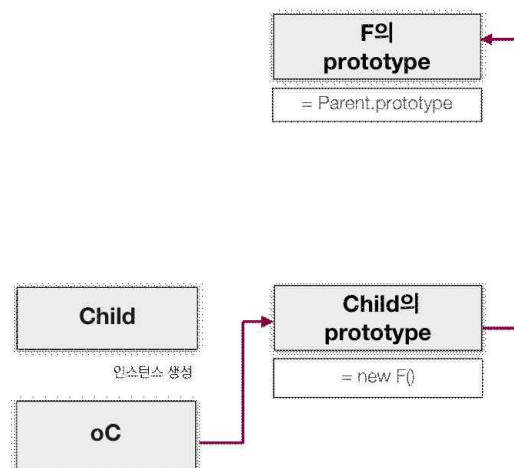 F의
prototype
= Parent.prototype
Child
Child의
prototype
인스턴스 생성
= new F()
oC